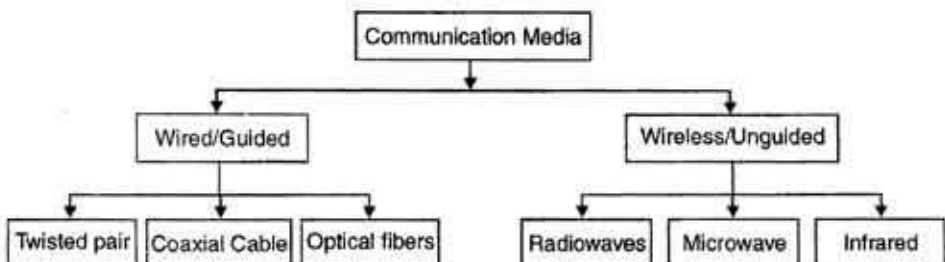 Communication Media
Wired/Guided
Wireless/Unguided
Twisted pair
Coaxial Cable
Optical fibers
Radiowaves
Microwave
Infrared